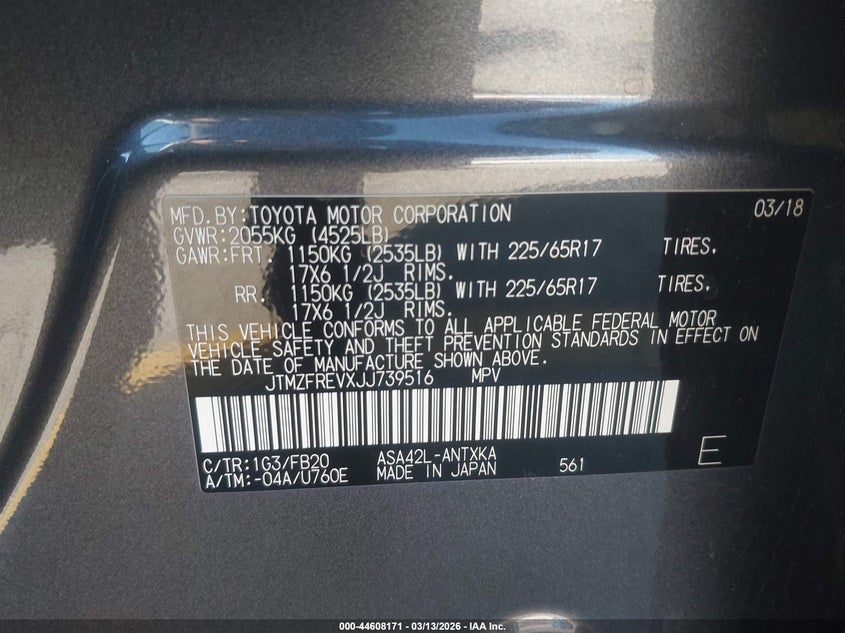 MFD.BY:TOYOTA MOTOR CORPORATION 03/18
GVWR:2055KG (4525LB)
GAWR:FRT. 1150KG (2535LB) WITH 225/65R17 TIRES.
17X6 1/2J RIMS.
RR. 1150KG (2535LB) WITH 225/65R17 TIRES.
17X6 1/2J RIMS.
THIS VEHICLE CONFORMS TO ALL APPLICABLE FEDERAL MOTOR
VEHICLE SAFETY AND THEFT PREVENTION STANDARDS IN EFFECT ON
THE DATE OF MANUFACTURE SHOWN ABOVE.
JTMZFREVXJJ739516 MPV
C/TR:1G3/FB20 ASA42L-ANTXKA
A/TM:-04A/U760E MADE IN JAPAN 561 E
000-44608171 - 03/13/2026 - IAA Inc.